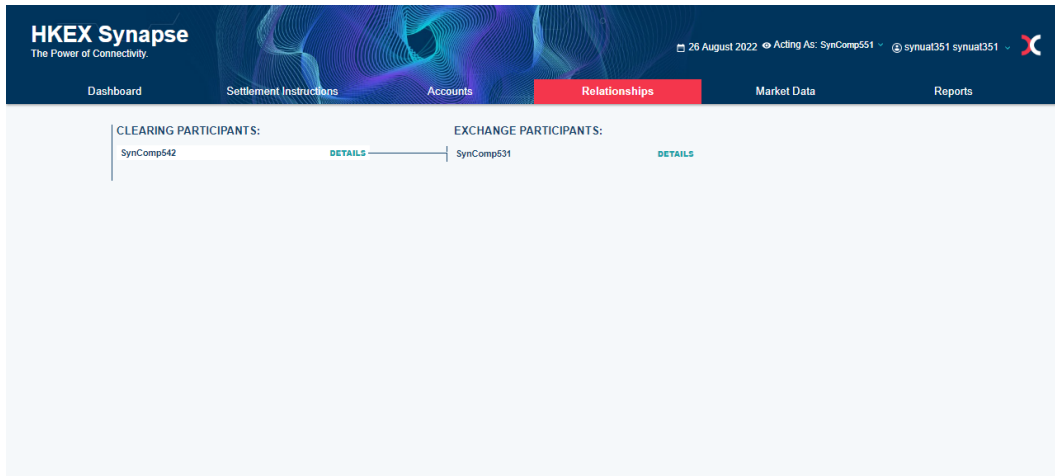 HKEX Synapse
The Power of Connectivity.
26 August 2022 Acting As: SynComp551 synuat351 synuat351
Dashboard Settlement Instructions Accounts Relationships Market Data Reports
CLEARING PARTICIPANTS: EXCHANGE PARTICIPANTS:
SynComp542 DETAILS SynComp531 DETAILS